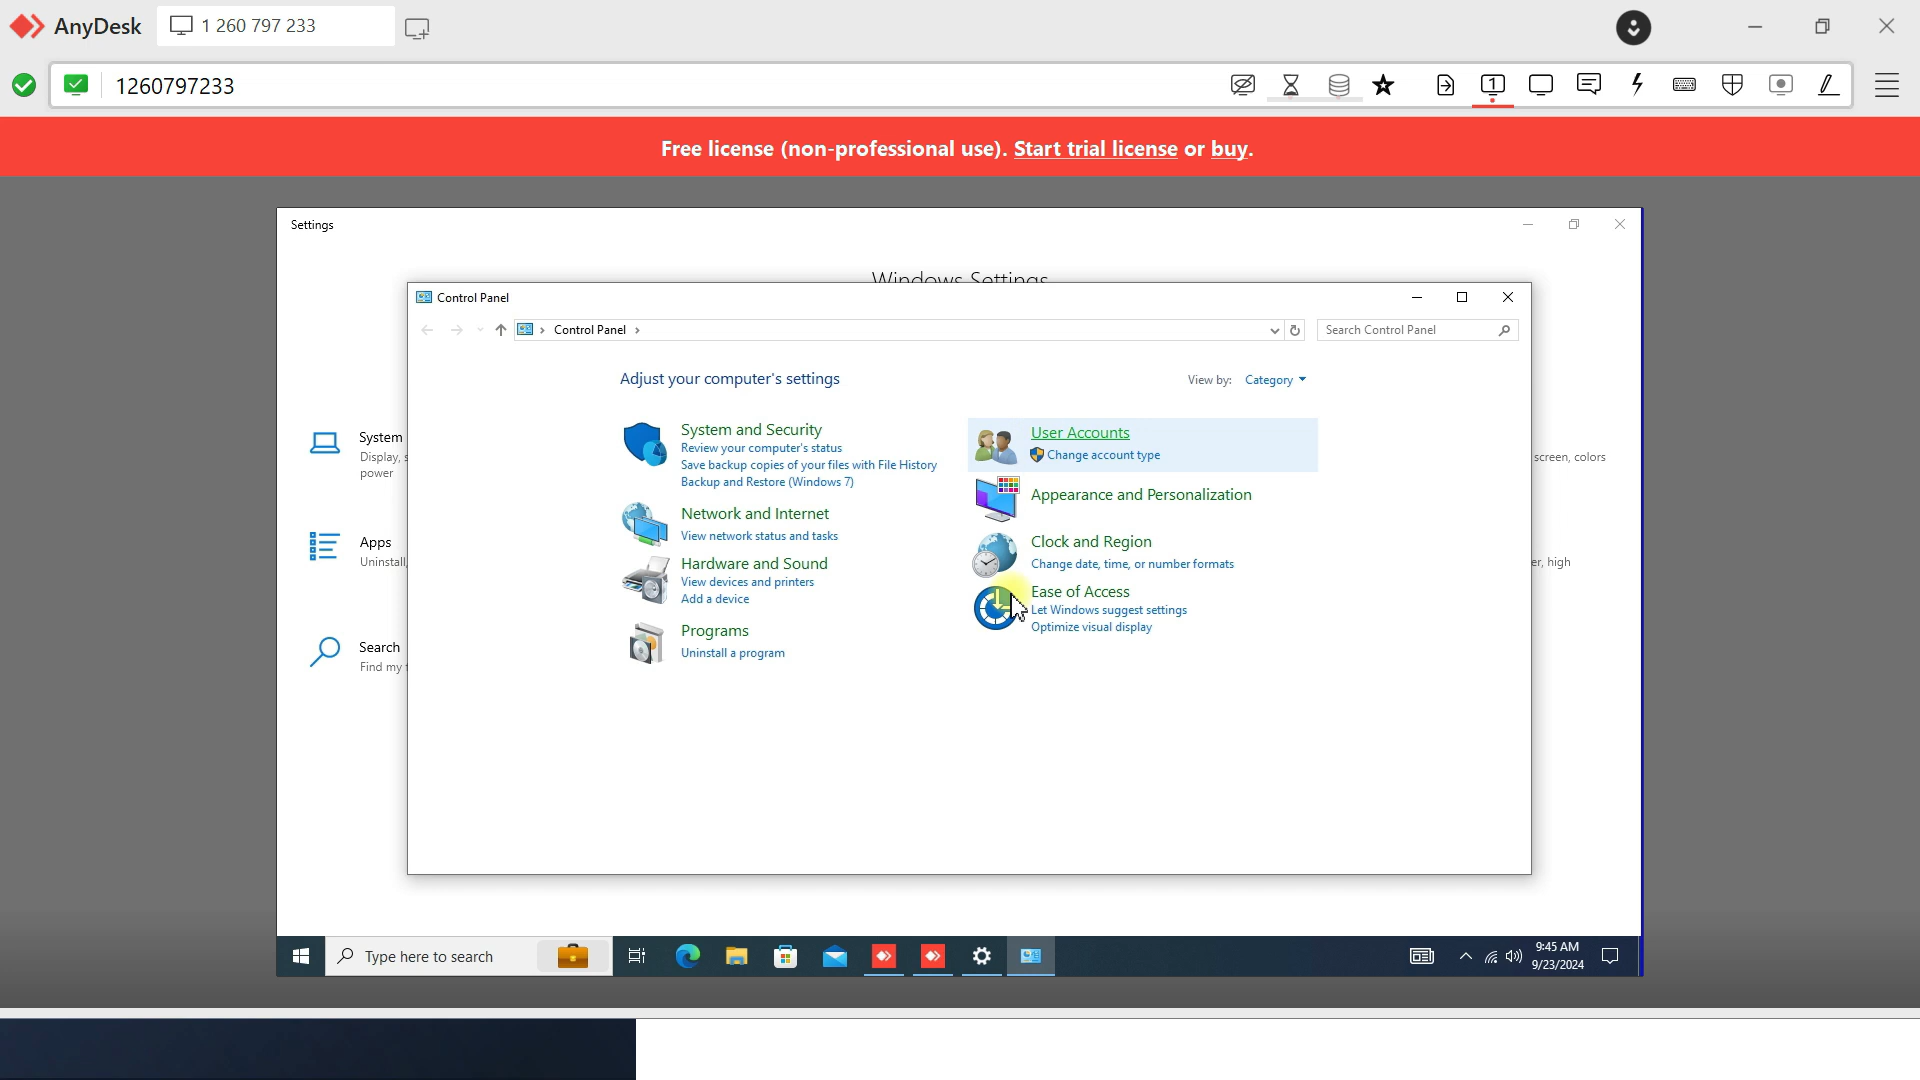 AnyDesk
1 260 797 233
1260797233
1
Free license (non-professional use). Start trial license or buy.
Settings
Windows Settings
Control Panel
Control Panel
Search Control Panel
Adjust your computer's settings
View by: Category
System and Security
Review your computer's status
Save backup copies of your files with File History
Backup and Restore (Windows 7)
Network and Internet
View network status and tasks
Hardware and Sound
View devices and printers
Add a device
Programs
Uninstall a program
User Accounts
Change account type
Appearance and Personalization
Clock and Region
Change date, time, or number formats
Ease of Access
Let Windows suggest settings
Optimize visual display
System
Display, s
power
Apps
Uninstall,
Search
Find my
screen, colors
er, high
Type here to search
9:45 AM
9/23/2024